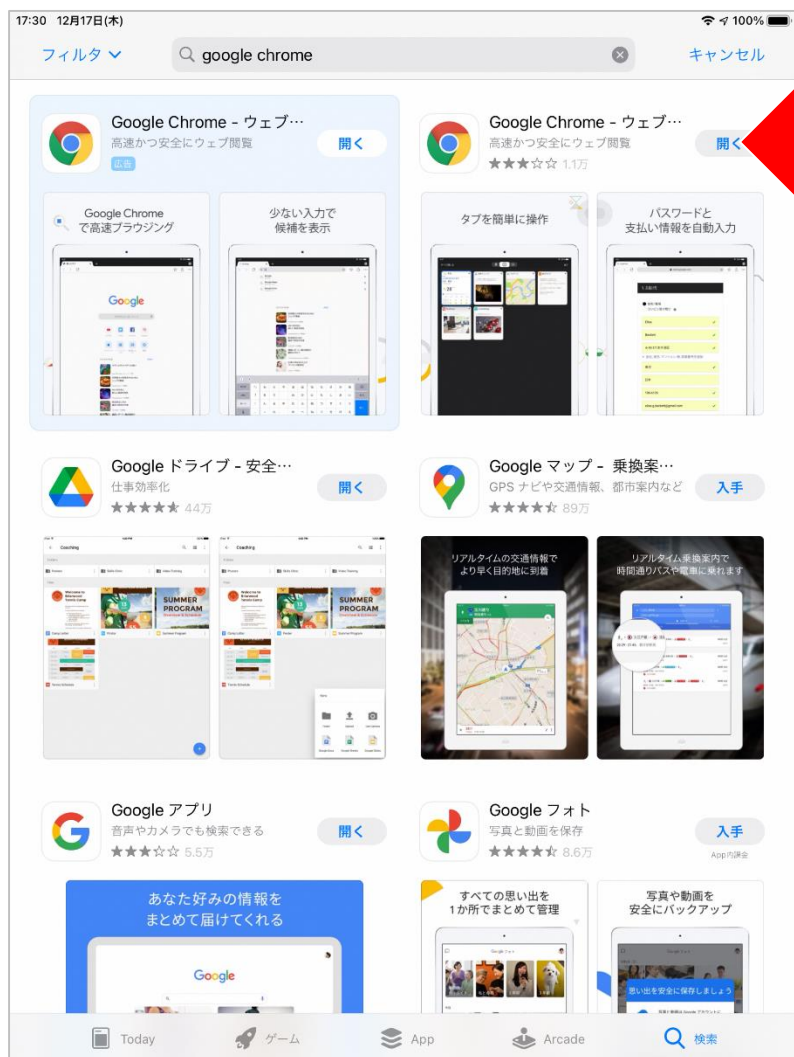 17:30 12月17日(木)
100%
フィルタ
google chrome
キャンセル
Google Chrome - ウェブ…
高速かつ安全にウェブ閲覧
広告
開く
Google Chrome
で高速ブラウジング
少ない入力で
候補を表示
Google
Google Chrome - ウェブ…
高速かつ安全にウェブ閲覧
★★★☆☆ 1.1万
開く
タブを簡単に操作
パスワードと
支払い情報を自動入力
Google ドライブ - 安全…
仕事効率化
44万
開く
Coaching
SUMMER
PROGRAM
Coaching
SUMMER
PROGRAM
Google マップ - 乗換案…
GPS ナビや交通情報、都市案内など
89万
入手
リアルタイムの交通情報で
より早く目的地に到着
リアルタイム乗換案内で
時間通りバスや電車に乗れます
Google アプリ
音声やカメラでも検索できる
5.5万
開く
あなた好みの情報を
まとめて届けてくれる
Google
Google フォト
写真と動画を保存
8.6万
入手
App内課金
すべての思い出を
1か所でまとめて管理
写真や動画を
安全にバックアップ
Google フォト
思い出を安全に保存しましょう
Today
ゲーム
App
Arcade
検索